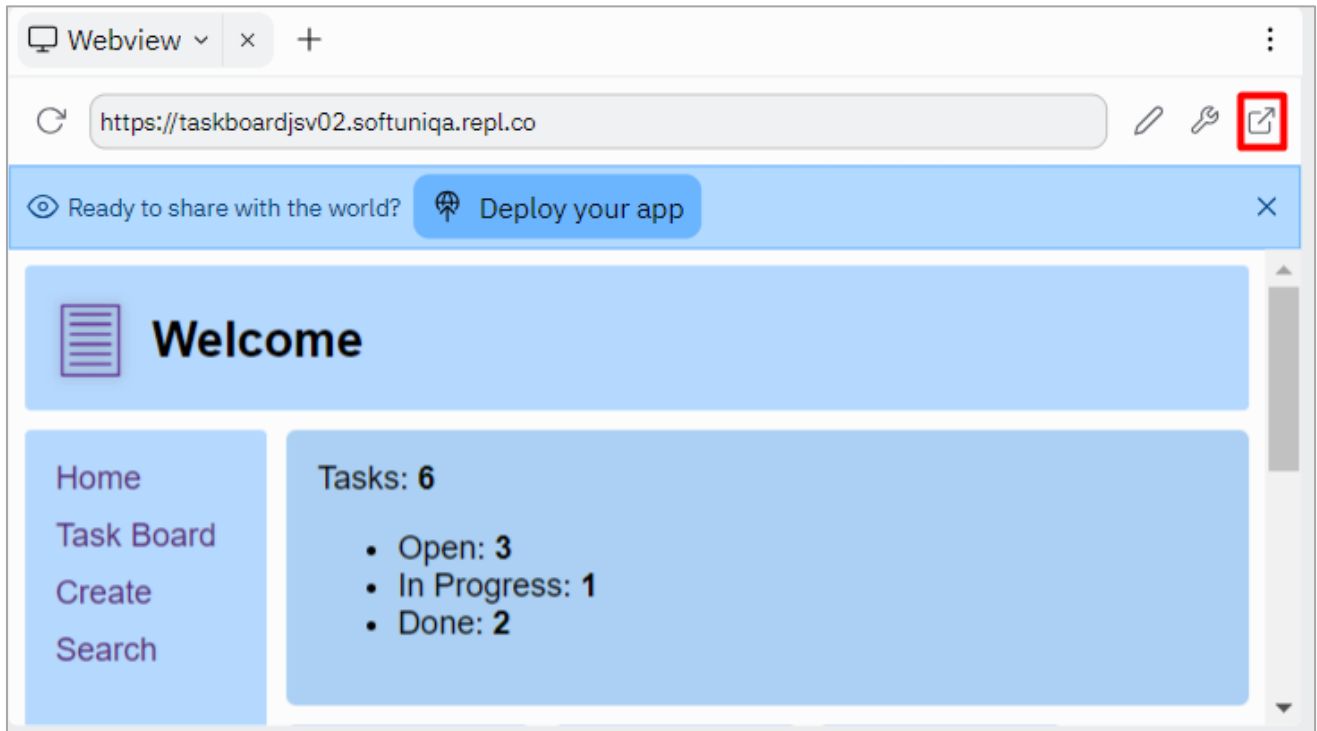 Webview
https://taskboardjsv02.softuniqa.repl.co
Ready to share with the world? Deploy your app
Welcome
Home
Task Board
Create
Search
Tasks: 6
Open: 3
In Progress: 1
Done: 2